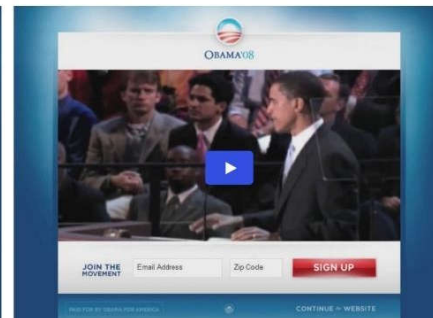 OBAMA'08
JOIN THE
MOVEMENT
Email Address
Zip Code
SIGN UP
PAID FOR BY OBAMA FOR AMERICA
CONTINUE TO WEBSITE